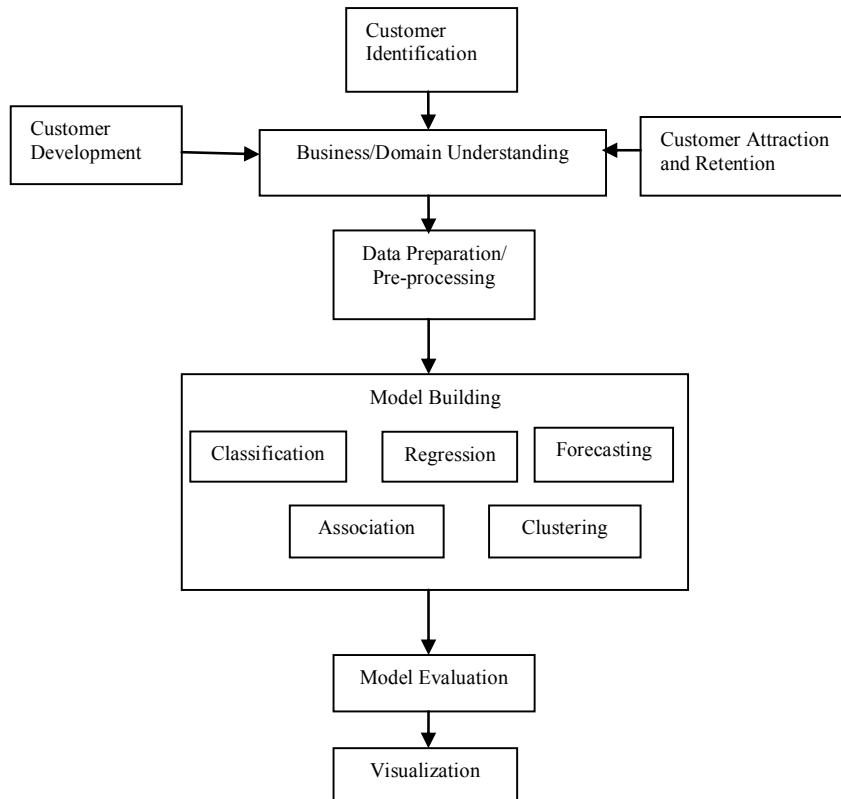 Customer
Identification
Customer
Development
Business/Domain Understanding
Customer Attraction
and Retention
Data Preparation/
Pre-processing
Model Building
Classification
Regression
Forecasting
Association
Clustering
Model Evaluation
Visualization